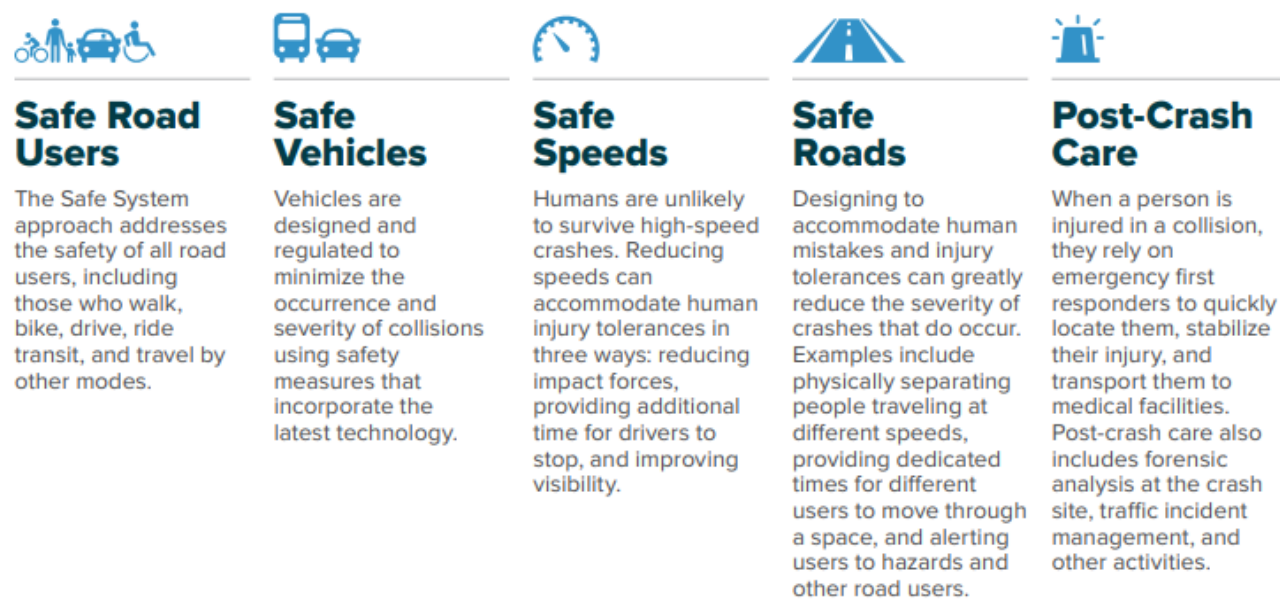 Safe Road
Users
The Safe System
approach addresses
the safety of all road
users, including
those who walk,
bike, drive, ride
transit, and travel by
other modes.
Safe
Vehicles
Vehicles are
designed and
regulated to
minimize the
occurrence and
severity of collisions
using safety
measures that
incorporate the
latest technology.
Safe
Speeds
Humans are unlikely
to survive high-speed
crashes. Reducing
speeds can
accommodate human
injury tolerances in
three ways: reducing
impact forces,
providing additional
time for drivers to
stop, and improving
visibility.
Safe
Roads
Designing to
accommodate human
mistakes and injury
tolerances can greatly
reduce the severity of
crashes that do occur.
Examples include
physically separating
people traveling at
different speeds,
providing dedicated
times for different
users to move through
a space, and alerting
users to hazards and
other road users.
Post-Crash
Care
When a person is
injured in a collision,
they rely on
emergency first
responders to quickly
locate them, stabilize
their injury, and
transport them to
medical facilities.
Post-crash care also
includes forensic
analysis at the crash
site, traffic incident
management, and
other activities.